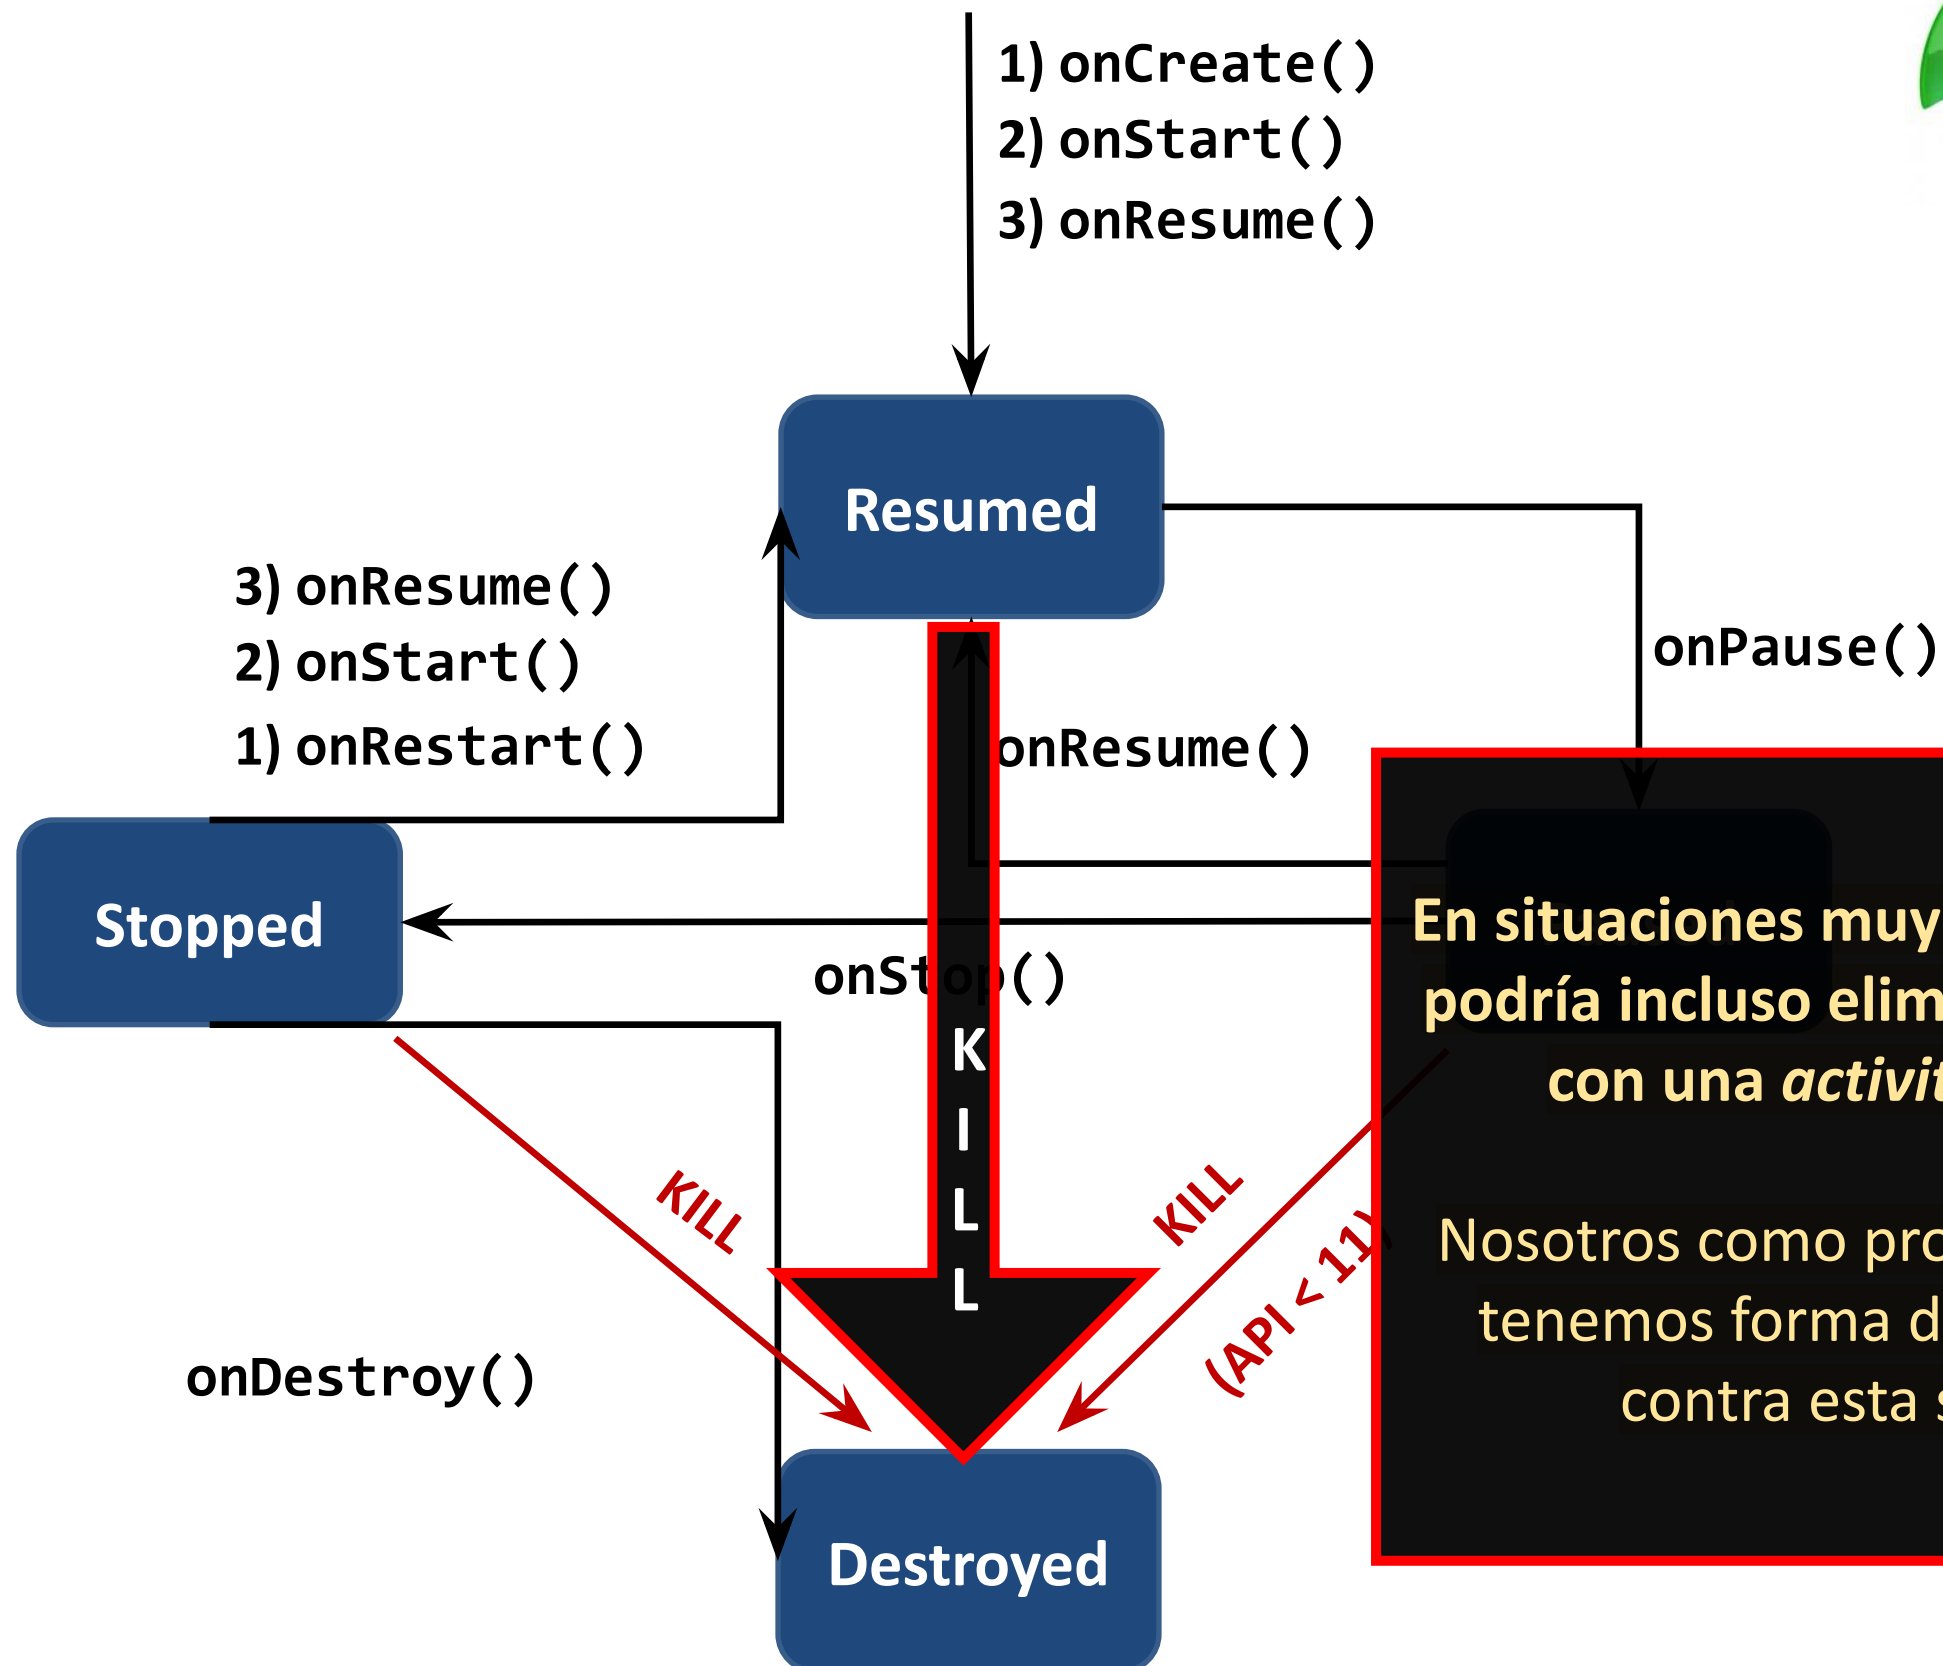 1) onCreate()
2) onStart()
3) onResume()
Resumed
3) onResume()
2) onStart()
1) onRestart()
onPause()
onResume()
Stopped
onStop()
En situaciones muy
podría incluso elim
con una activit
Nosotros como pro
tenemos forma d
contra esta s
KILL
KILL
KILL
(API < 11)
onDestroy()
Destroyed